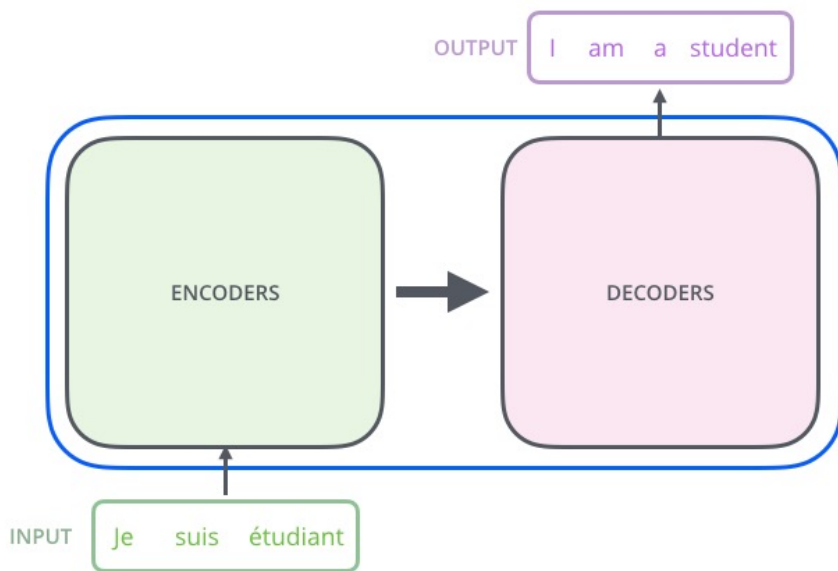 OUTPUT I am a student
ENCODERS DECODERS
INPUT Je suis étudiant